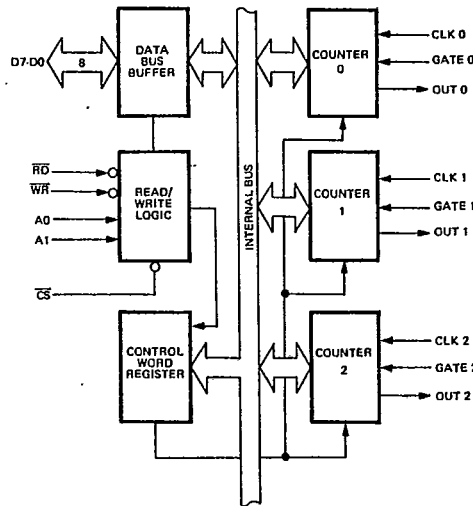 D7-D0
8
DATA
BUS
BUFFER
RD
WR
A0
A1
READ/
WRITE
LOGIC
CS
CONTROL
WORD
REGISTER
INTERNAL BUS
COUNTER
0
CLK 0
GATE 0
OUT 0
COUNTER
1
CLK 1
GATE 1
OUT 1
COUNTER
2
CLK 2
GATE 2
OUT 2